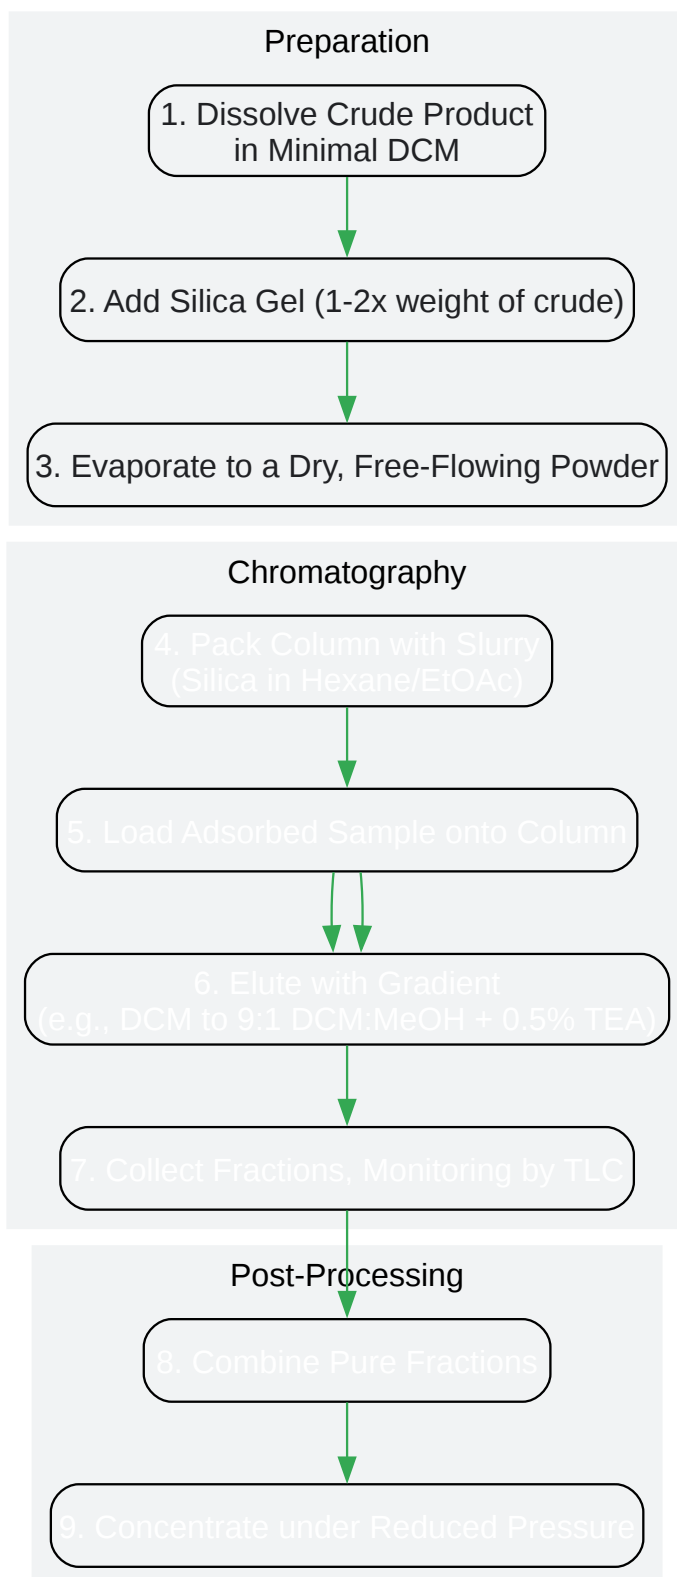 Preparation
1. Dissolve Crude Product
in Minimal DCM
2. Add Silica Gel (1-2x weight of crude)
3. Evaporate to a Dry, Free-Flowing Powder
Chromatography
4. Pack Column with Slurry
(Silica in Hexane/EtOAc)
5. Load Adsorbed Sample onto Column
6. Elute with Gradient
(e.g., DCM to 9:1 DCM:MeOH + 0.5% TEA)
7. Collect Fractions, Monitoring by TLC
Post-Processing
8. Combine Pure Fractions
9. Concentrate under Reduced Pressure